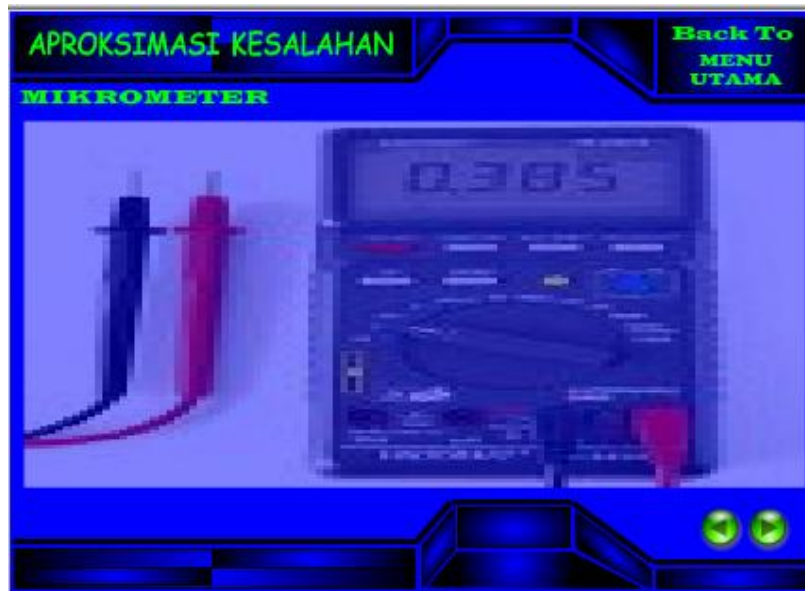 APROKSIMASI KESALAHAN
Back To
MENU
UTAMA
MIKROMETER
0.385